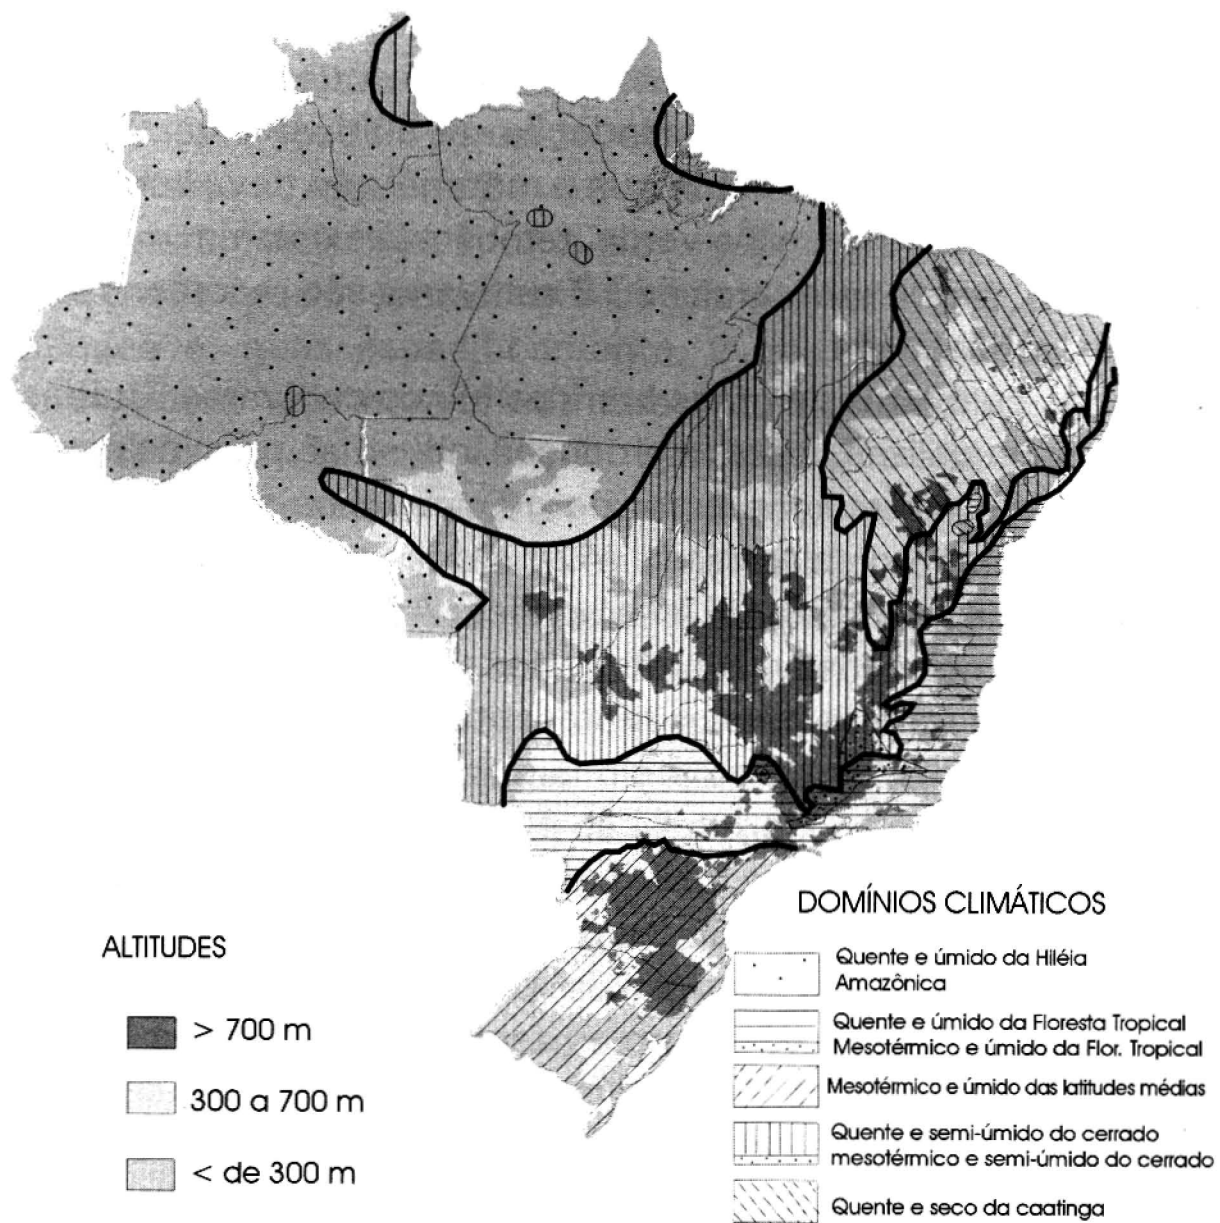 ALTITUDES
> 700 m
300 a 700 m
< de 300 m
DOMÍNIOS CLIMÁTICOS
Quente e úmido da Hiléia
Amazônica
Quente e úmido da Floresta Tropical
Mesotérmico e úmido da Flor. Tropical
Mesotérmico e úmido das latitudes médias
Quente e semi-úmido do cerrado
mesotérmico e semi-úmido do cerrado
Quente e seco da caatinga